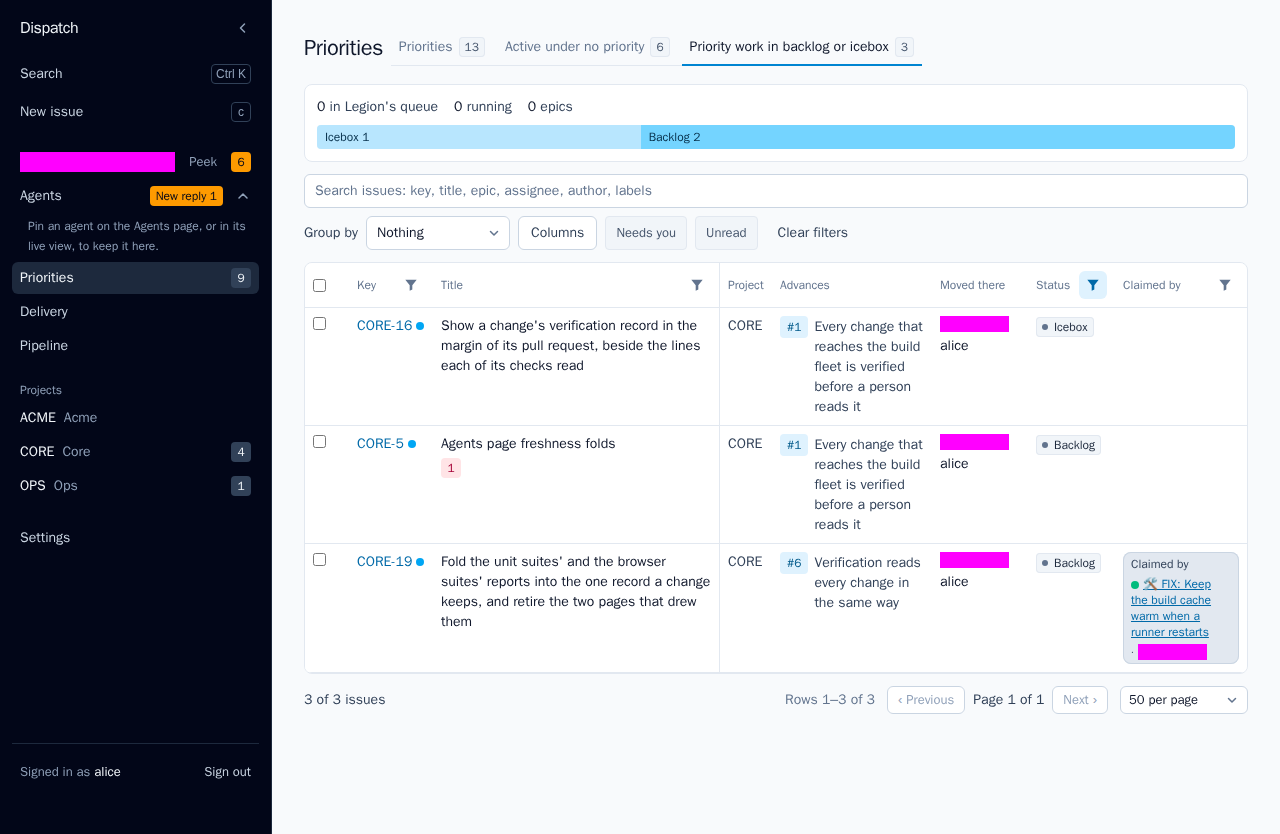 Dispatch
Search Ctrl K
New issue c
Peek 6
Agents New reply 1
Pin an agent on the Agents page, or in its
live view, to keep it here.
Priorities 9
Delivery
Pipeline
Projects
ACME Acme
CORE Core 4
OPS Ops 1
Settings
Signed in as alice Sign out
Priorities Priorities 13 Active under no priority 6 Priority work in backlog or icebox 3
0 in Legion's queue 0 running 0 epics
Icebox 1 Backlog 2
Search issues: key, title, epic, assignee, author, labels
Group by Nothing Columns Needs you Unread Clear filters
Key Title Project Advances Moved there Status Claimed by
CORE-16 Show a change's verification record in the
margin of its pull request, beside the lines
each of its checks read
CORE
#1 Every change that
reaches the build
fleet is verified
before a person
reads it
alice
Icebox
CORE-5 Agents page freshness folds
1
CORE
#1 Every change that
reaches the build
fleet is verified
before a person
reads it
alice
Backlog
CORE-19 Fold the unit suites' and the browser
suites' reports into the one record a change
keeps, and retire the two pages that drew
them
CORE
#6 Verification reads
every change in
the same way
alice
Backlog
Claimed by
🛠️ FIX: Keep
the build cache
warm when a
runner restarts
·
3 of 3 issues Rows 1–3 of 3 ‹ Previous Page 1 of 1 Next › 50 per page